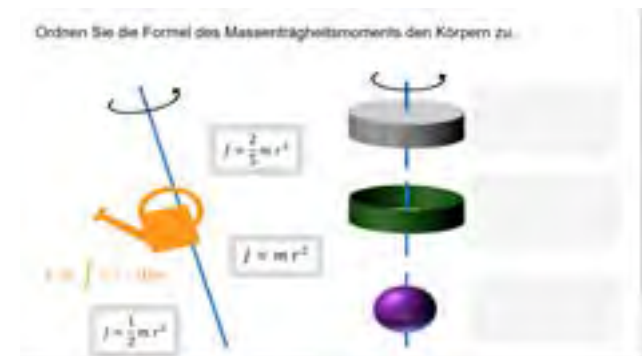 Ordnen Sie die Formel des Massenträgheitsmoments den Körpern zu.
J = 2/5 m r²
J = m r²
J = 1/2 m r²